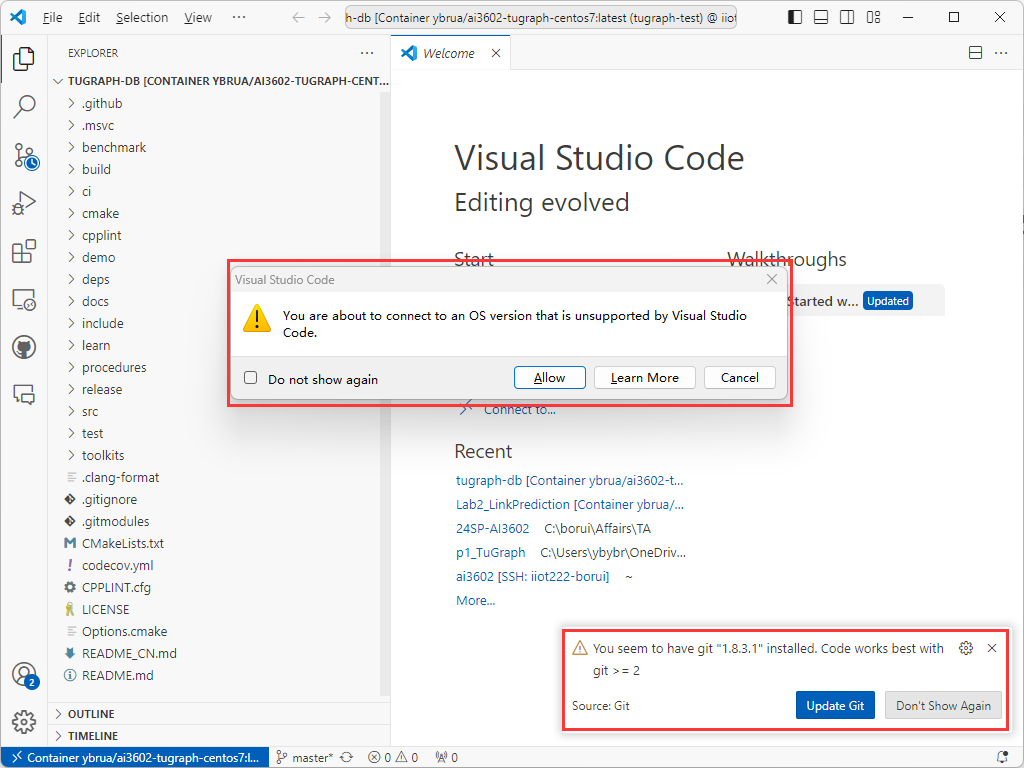 File Edit Selection View ···
h-db [Container ybrua/ai3602-tugraph-centos7:latest (tugraph-test) @ iiot
EXPLORER ···
TUGRAPH-DB [CONTAINER YBRUA/AI3602-TUGRAPH-CENT...
.github
.msvc
benchmark
build
ci
cmake
cpplint
demo
deps
docs
include
learn
procedures
release
src
test
toolkits
.clang-format
.gitignore
.gitmodules
CMakeLists.txt
codecov.yml
CPPLINT.cfg
LICENSE
Options.cmake
README_CN.md
README.md
OUTLINE
TIMELINE
2
Welcome
Visual Studio Code
Editing evolved
Start
Walkthroughs
Started w... Updated
Visual Studio Code
You are about to connect to an OS version that is unsupported by Visual Studio
Code.
Do not show again
Allow
Learn More
Cancel
Connect to...
Recent
tugraph-db [Container ybrua/ai3602-t...
Lab2_LinkPrediction [Container ybrua/...
24SP-AI3602 C:\borui\Affairs\TA
p1_TuGraph C:\Users\ybybr\OneDriv...
ai3602 [SSH: iiot222-borui] ~
More...
You seem to have git "1.8.3.1" installed. Code works best with
git >= 2
Source: Git
Update Git
Don't Show Again
Container ybrua/ai3602-tugraph-centos7:l... master* 0 0 0